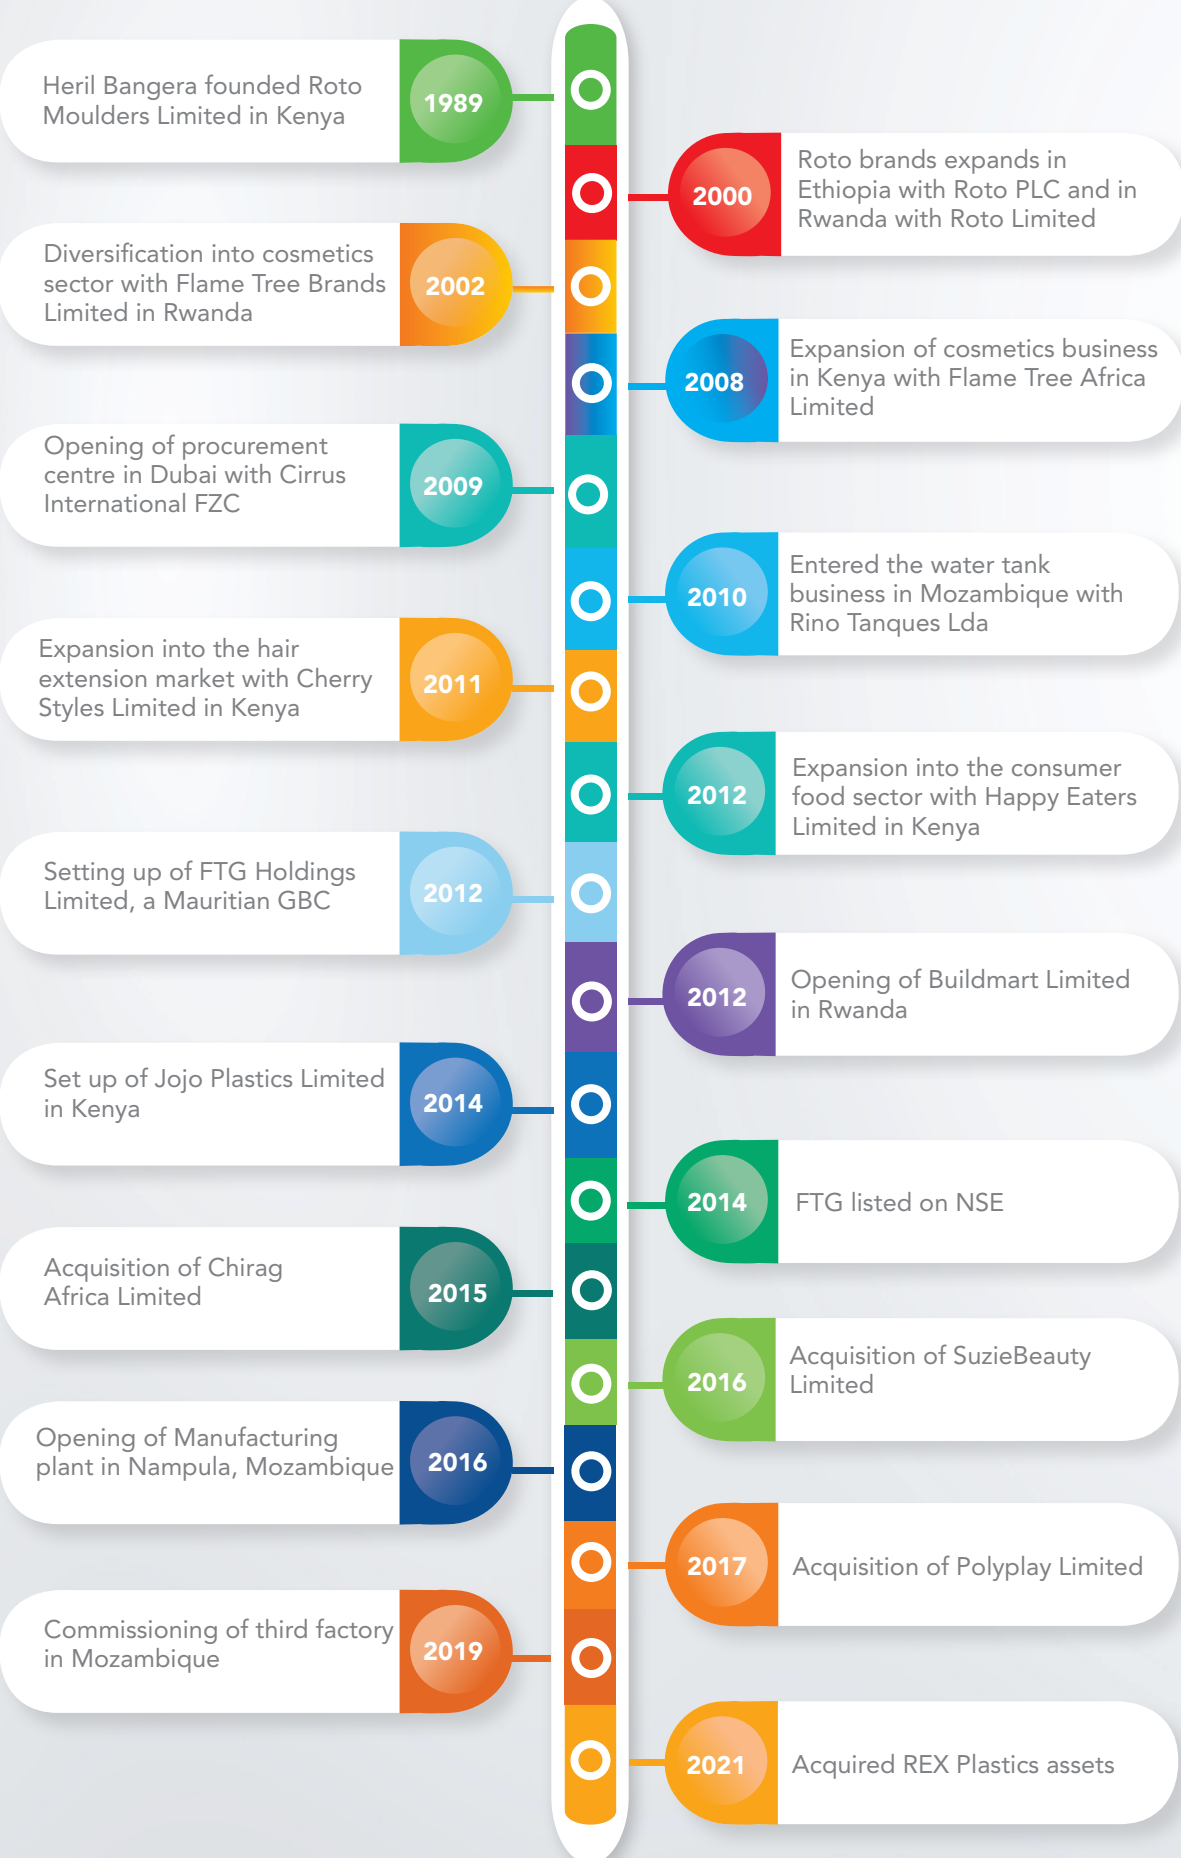 Heril Bangera founded Roto
Moulders Limited in Kenya
1989
2000
Roto brands expands in
Ethiopia with Roto PLC and in
Rwanda with Roto Limited
Diversification into cosmetics
sector with Flame Tree Brands
Limited in Rwanda
2002
2008
Expansion of cosmetics business
in Kenya with Flame Tree Africa
Limited
Opening of procurement
centre in Dubai with Cirrus
International FZC
2009
2010
Entered the water tank
business in Mozambique with
Rino Tanques Lda
Expansion into the hair
extension market with Cherry
Styles Limited in Kenya
2011
2012
Expansion into the consumer
food sector with Happy Eaters
Limited in Kenya
Setting up of FTG Holdings
Limited, a Mauritian GBC
2012
2012
Opening of Buildmart Limited
in Rwanda
Set up of Jojo Plastics Limited
in Kenya
2014
2014
FTG listed on NSE
Acquisition of Chirag
Africa Limited
2015
2016
Acquisition of SuzieBeauty
Limited
Opening of Manufacturing
plant in Nampula, Mozambique
2016
2017
Acquisition of Polyplay Limited
Commissioning of third factory
in Mozambique
2019
2021
Acquired REX Plastics assets